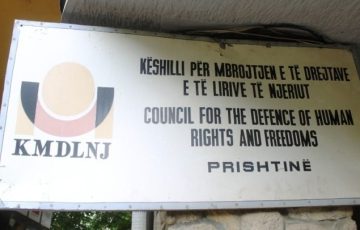 KËSHILLI PËR MBROJTJEN E TË DREJTAVE
E TË LIRIVE TË NJERIUT
COUNCIL FOR THE DEFENCE OF HUMAN
RIGHTS AND FREEDOMS
PRISHTINË
KMDLNJ